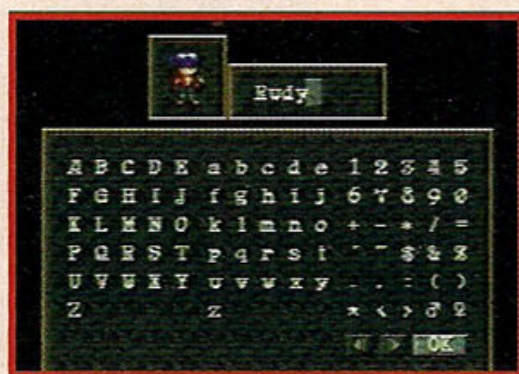 Rudy
A B C D E a b c d e 1 2 3 4 5
F G H I J f g h i j 6 7 8 9 0
K L M N O k l m n o + - * / =
P Q R S T p q r s t $ & %
U V W X Y u v w x y . , : ( )
Z z * < > ♂ ♀
OK